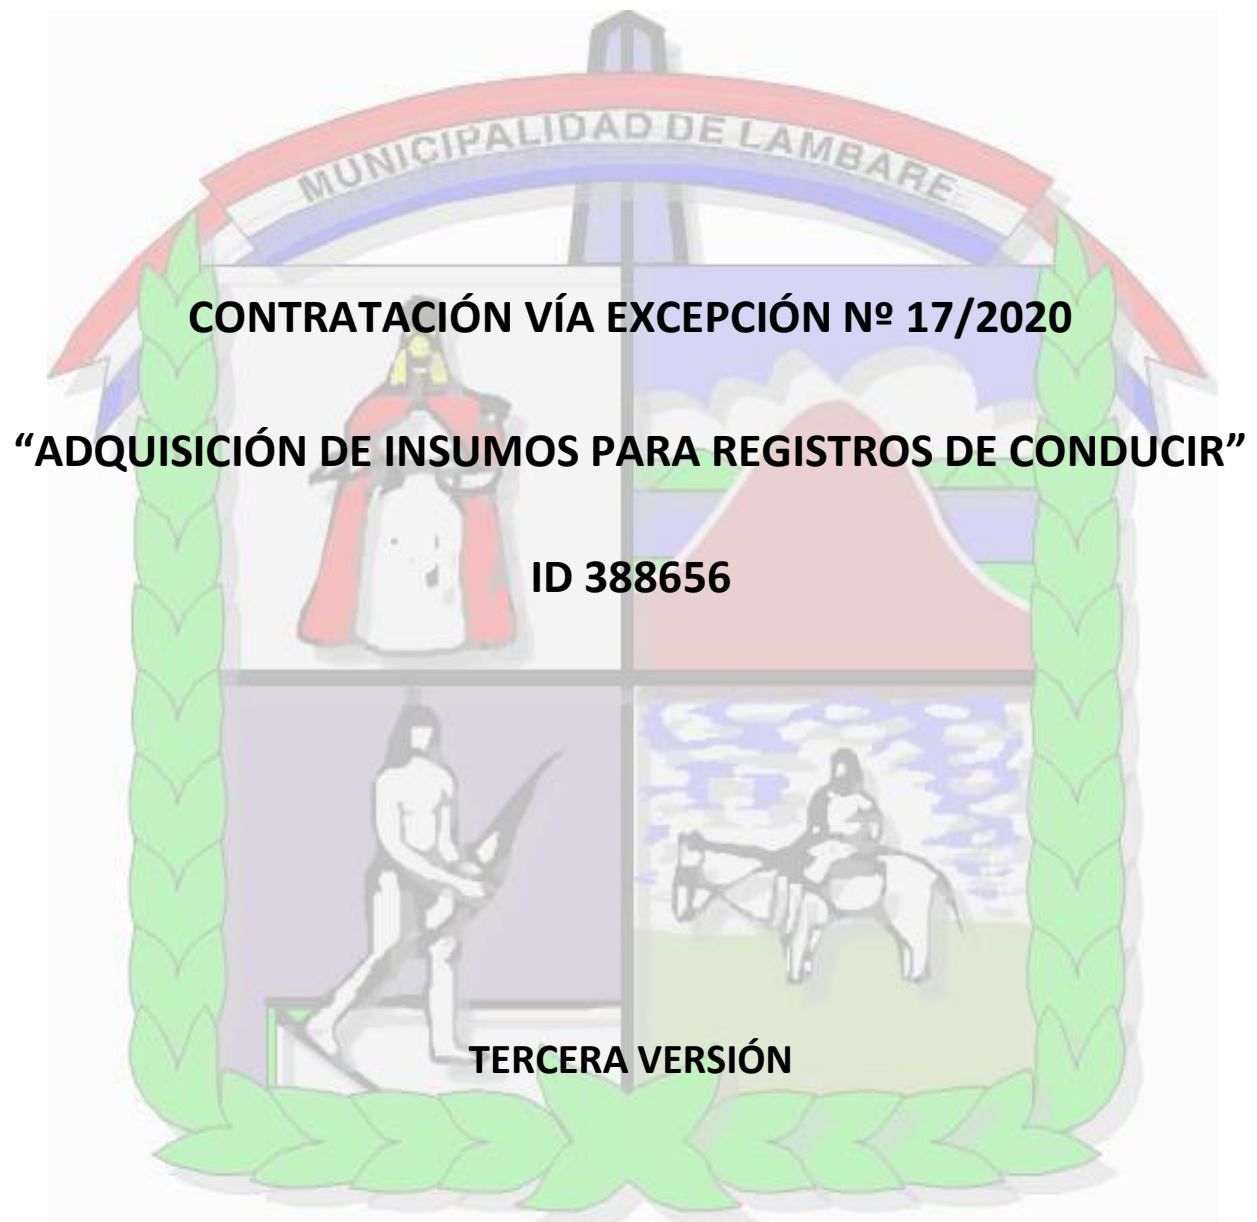 MUNICIPALIDAD DE LAMBARE
CONTRATACIÓN VÍA EXCEPCIÓN Nº 17/2020
“ADQUISICIÓN DE INSUMOS PARA REGISTROS DE CONDUCIR”
ID 388656
TERCERA VERSIÓN